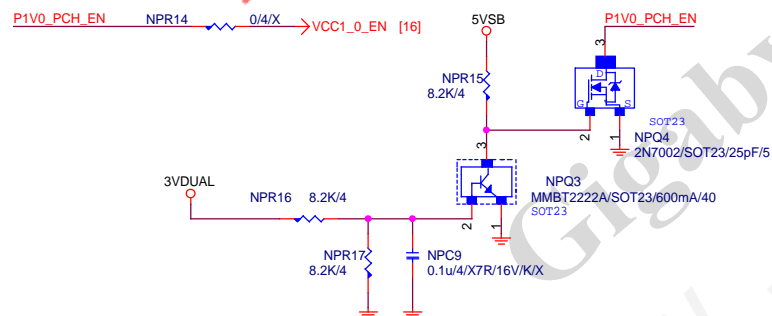 P1V0_PCH_EN NPR14 0/4/X VCC1_0_EN [16]
5VSB
P1V0_PCH_EN
NPR15
8.2K/4
3
D
G S
2 1
SOT23
NPQ4
2N7002/SOT23/25pF/5
3
3VDUAL
NPR16 8.2K/4
NPQ3
MMBT2222A/SOT23/600mA/40
SOT23
2 1
NPR17
8.2K/4
NPC9
0.1u/4/X7R/16V/K/X
Gigaby